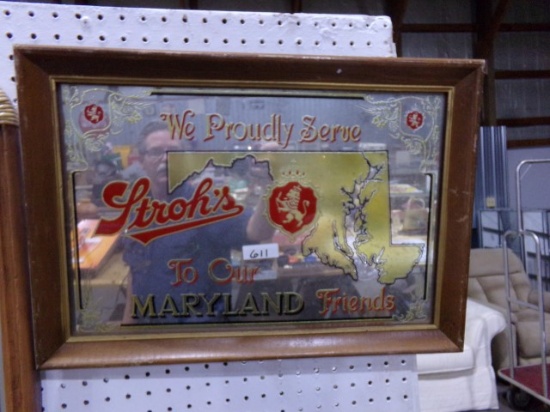 We Proudly Serve
Stroh's
611
To Our
MARYLAND Friends